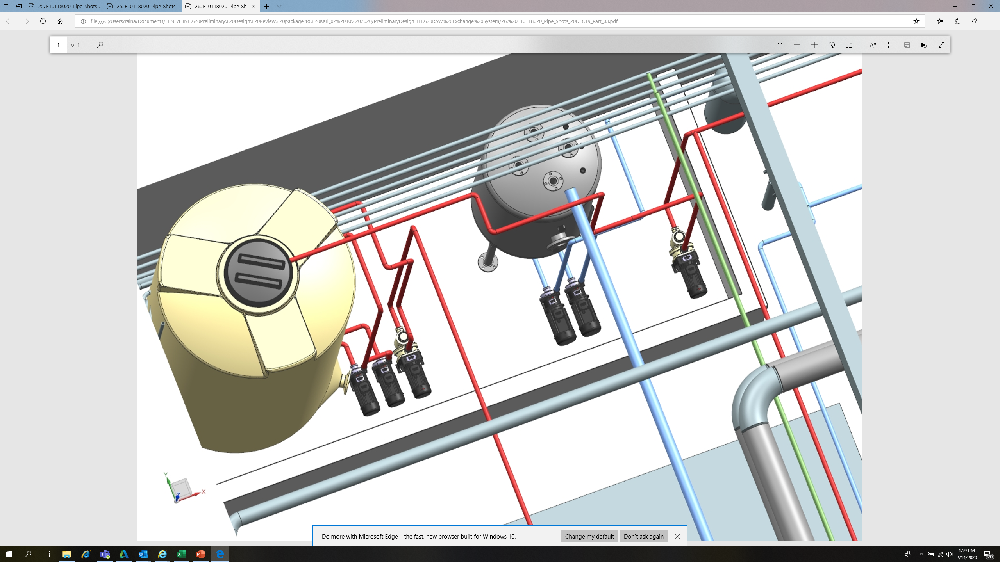 25. F10118020_Pipe_Shots_
25. F10118020_Pipe_Shots_
26. F10118020_Pipe_Sh
file:///C:/Users/raina/Documents/LBNF/LBNF%20Preliminary%20Design%20Review%20package-to%20Karl_02%2010%202020/PreliminaryDesign-TH%20RAW%20Exchange%20System/26.%20F10118020_Pipe_Shots_20DEC19_Part_03.pdf
1 of 1
Y
Z
X
Do more with Microsoft Edge – the fast, new browser built for Windows 10. Change my default Don't ask again
1:59 PM
2/14/2020
20